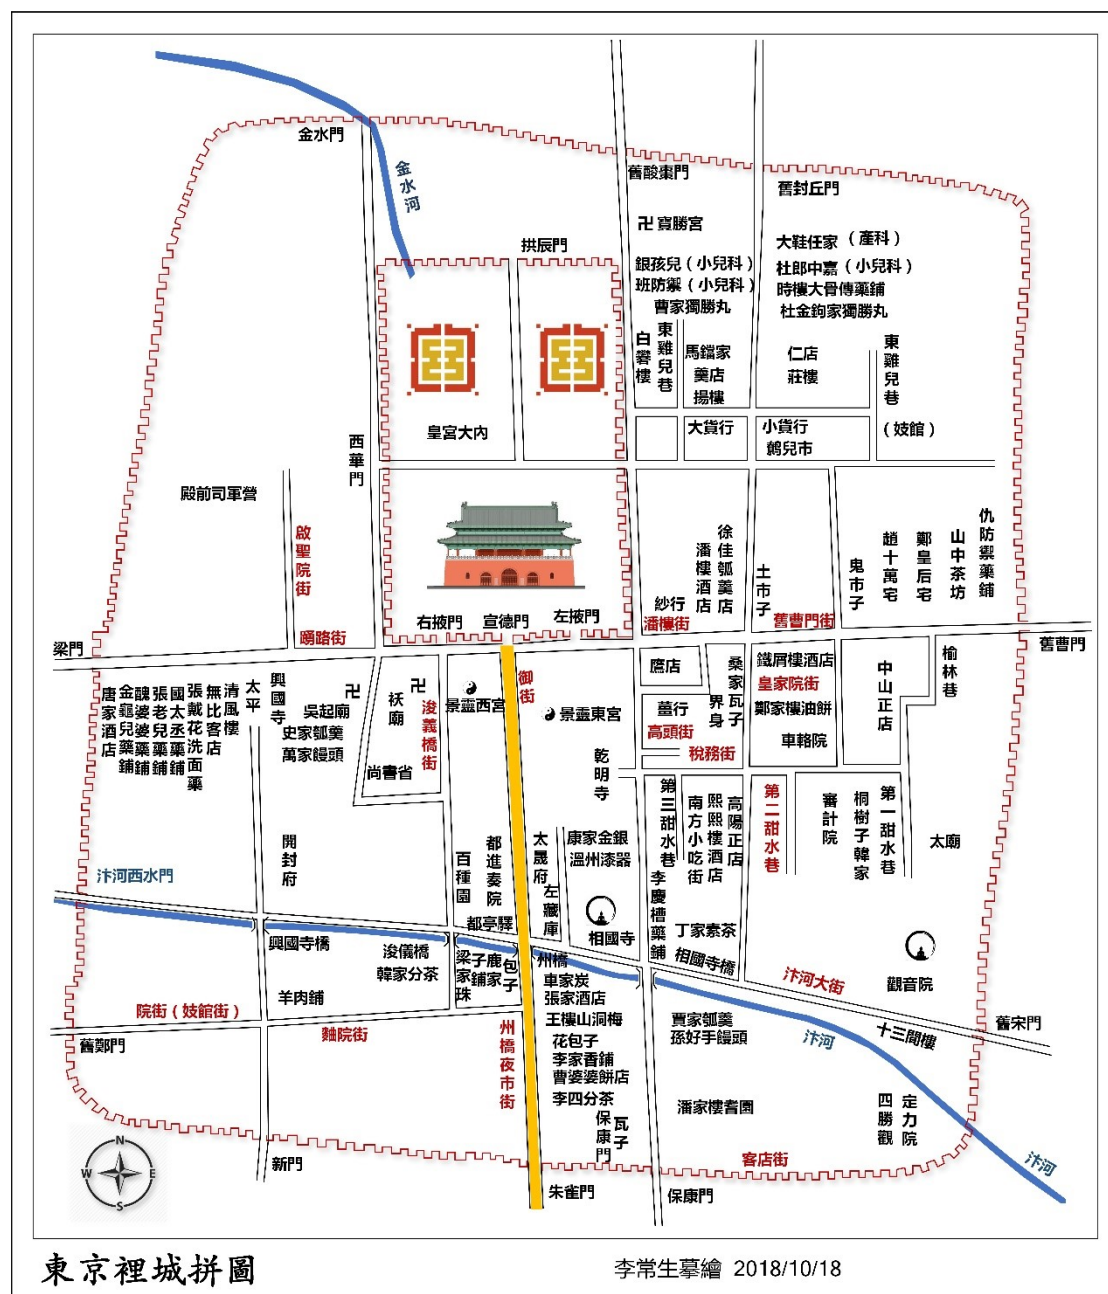 金水門
金水河
舊酸棗門
舊封丘門
卍 寶勝宮
拱辰門
大鞋任家（產科）
銀孩兒（小兒科）
杜郎中嘉（小兒科）
班防禦（小兒科）
時樓大骨傳藥鋪
曹家獨勝丸
杜金鉤家獨勝丸
白礬樓
東雞兒巷
馬鐺家
羹店
揚樓
仁店
莊樓
東雞兒巷
皇宮大內
大貨行
小貨行
鷯兒市
（妓館）
西華門
殿前司軍營
啟聖院街
徐佳瓠羹店
潘樓酒店
土市子
鬼市子
趙十萬宅
鄭皇后宅
山中茶坊
仇防禦藥鋪
紗行
右掖門
宣德門
左掖門
潘樓街
舊曹門街
踊路街
梁門
舊曹門
鷹店
桑家瓦子
鐵屑樓酒店
皇家院街
中山正店
榆林巷
唐家酒店
金龜兒藥鋪
醜婆婆藥鋪
張老兒藥鋪
國太丞藥鋪
張戴花洗面藥
無比客店
清風樓
太平
興國寺
卍
吳起廟
史家瓠羹
萬家饅頭
袄廟
浚義橋街
景靈西宮
御街
景靈東宮
薑行
界身
鄭家樓油餅
高頭街
稅務街
車輅院
尚書省
乾明寺
第三甜水巷
南方小吃街
熙熙樓酒店
高陽正店
第二甜水巷
審計院
桐樹子韓家
第一甜水巷
太廟
開封府
百種園
都進奏院
太晟府
康家金銀
溫州漆器
汴河西水門
左藏庫
李慶糟藥鋪
都亭驛
相國寺
丁家素茶
相國寺橋
觀音院
興國寺橋
浚儀橋
韓家分茶
梁家珠
子鋪
鹿家
包子
州橋
車家炭
張家酒店
汴河大街
羊肉鋪
院街（妓館街）
麯院街
王樓山洞梅
花包子
李家香鋪
曹婆婆餅店
李四分茶
賈家瓠羹
孫好手饅頭
汴河
十三間樓
舊宋門
舊鄭門
州橋夜市街
保康門
瓦子
潘家樓耆園
四勝觀
定力院
客店街
汴河
N
W
E
S
新門
朱雀門
保康門
東京裡城拼圖
李常生摹繪 2018/10/18